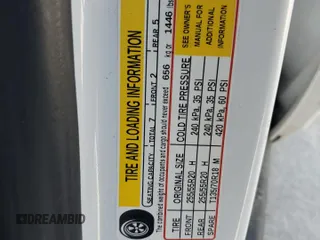 TIRE AND LOADING INFORMATION
SEATING CAPACITY TOTAL 7 FRONT 2 REAR 5
The combined weight of occupants and cargo should never exceed 656 kg or 1446 lbs
TIRE ORIGINAL SIZE COLD TIRE PRESSURE SEE OWNER'S MANUAL FOR ADDITIONAL INFORMATION
FRONT 255/55R20 H 240 kPa, 35 PSI
REAR 255/55R20 H 240 kPa, 35 PSI
SPARE T135/70R18 M 420 kPa, 60 PSI
DREAMBID